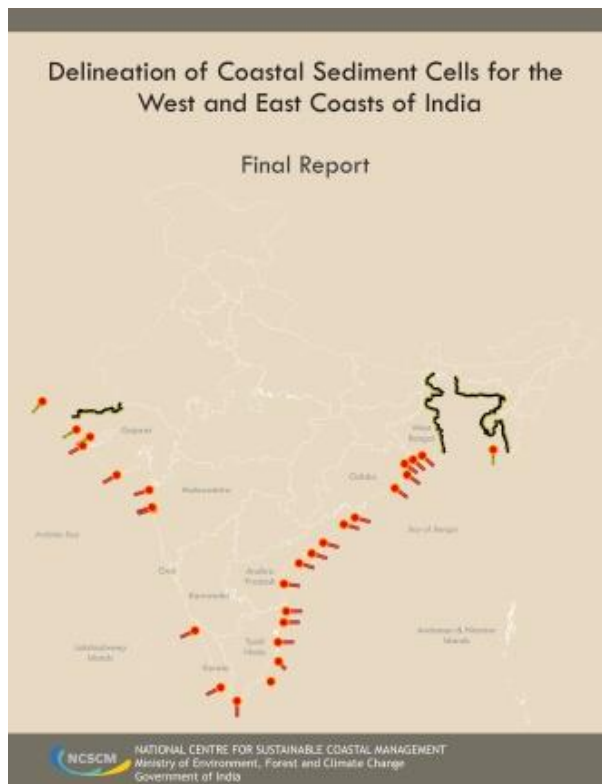 Delineation of Coastal Sediment Cells for the
West and East Coasts of India
Final Report
Gujarat
West
Bengal
Odisha
Maharashtra
Arabian Sea
Bay of Bengal
Goa
Andhra
Pradesh
Karnataka
Tamil
Nadu
Andaman & Nicobar
Islands
Lakshadweep
Islands
Kerala
NCSCM
NATIONAL CENTRE FOR SUSTAINABLE COASTAL MANAGEMENT
Ministry of Environment, Forest and Climate Change
Government of India